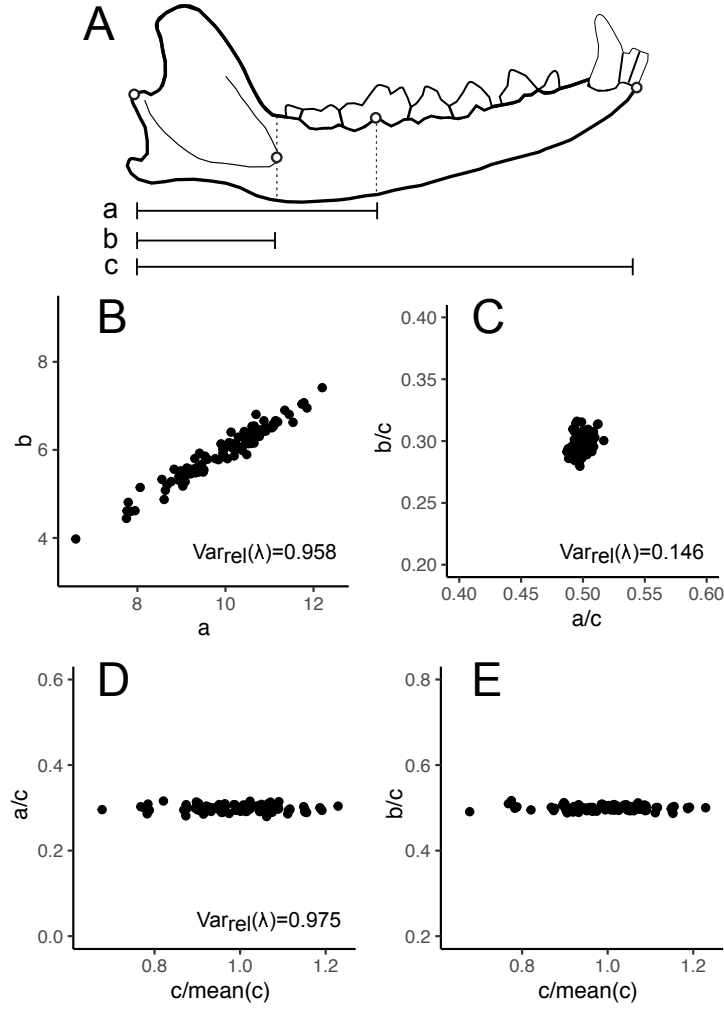 A
a
b
c
B
8
6
4
b
8
10
12
a
Varrel(λ)=0.958
C
0.40
0.35
0.30
0.25
0.20
b/c
0.40
0.45
0.50
0.55
0.60
a/c
Varrel(λ)=0.146
D
0.6
0.4
0.2
0.0
a/c
0.8
1.0
1.2
c/mean(c)
Varrel(λ)=0.975
E
0.8
0.6
0.4
0.2
b/c
0.8
1.0
1.2
c/mean(c)